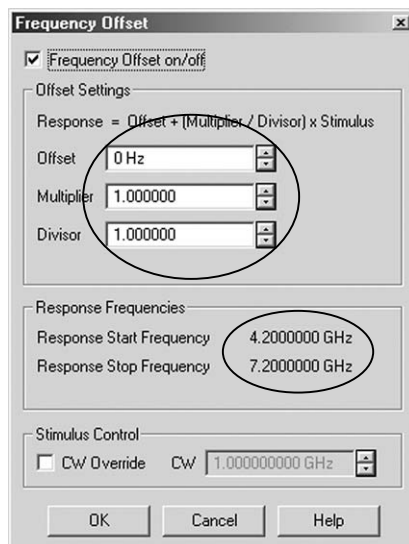 Frequency Offset
Frequency Offset on/off
Offset Settings
Response = Offset + (Multiplier / Divisor) x Stimulus
Offset 0 Hz
Multiplier 1.000000
Divisor 1.000000
Response Frequencies
Response Start Frequency 4.2000000 GHz
Response Stop Frequency 7.2000000 GHz
Stimulus Control
CW Override CW 1.000000000 GHz
OK Cancel Help